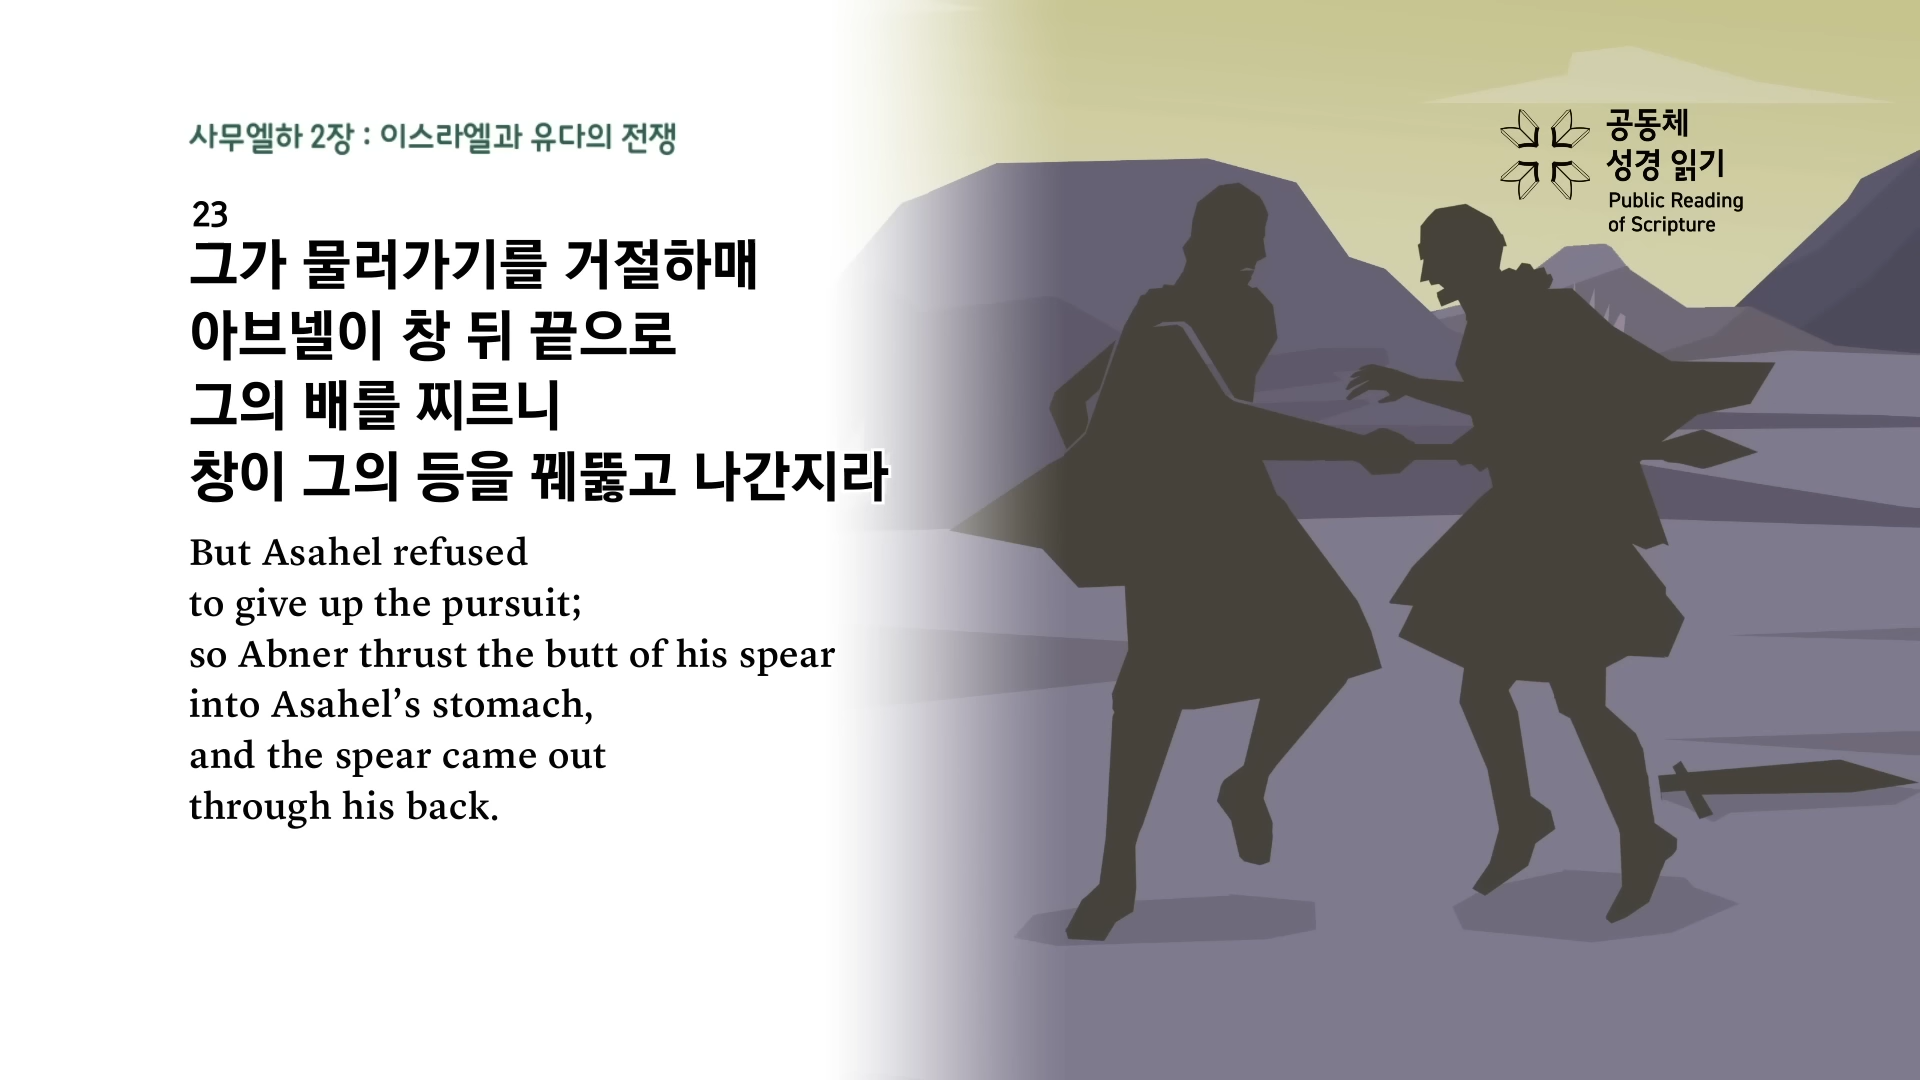 사무엘하 2장 : 이스라엘과 유다의 전쟁
23
그가 물러가기를 거절하매
아브넬이 창 뒤 끝으로
그의 배를 찌르니
창이 그의 등을 꿰뚫고 나간지라
But Asahel refused
to give up the pursuit;
so Abner thrust the butt of his spear
into Asahel’s stomach,
and the spear came out
through his back.
공동체
성경 읽기
Public Reading
of Scripture